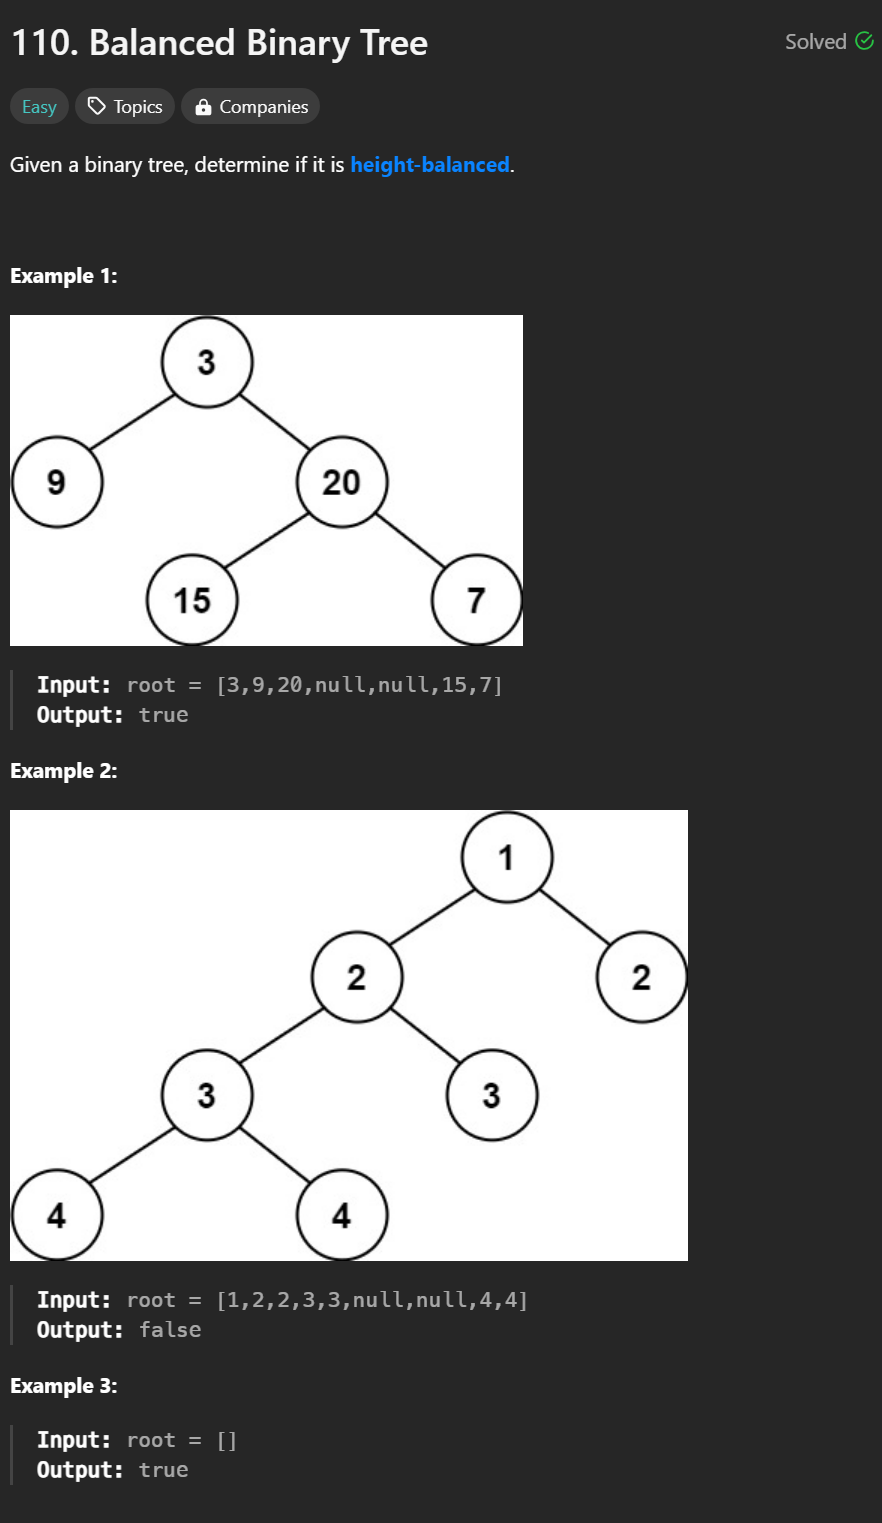 110. Balanced Binary Tree
Solved
Easy
Topics
Companies
Given a binary tree, determine if it is height-balanced.
Example 1:
3
9 20
15 7
Input: root = [3,9,20,null,null,15,7]
Output: true
Example 2:
1
2 2
3 3
4 4
Input: root = [1,2,2,3,3,null,null,4,4]
Output: false
Example 3:
Input: root = []
Output: true